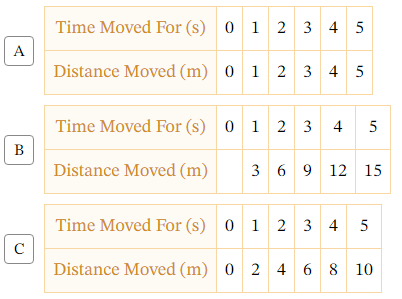 A
Time Moved For (s) 0 1 2 3 4 5
Distance Moved (m) 0 1 2 3 4 5
B
Time Moved For (s) 0 1 2 3 4 5
Distance Moved (m) 3 6 9 12 15
C
Time Moved For (s) 0 1 2 3 4 5
Distance Moved (m) 0 2 4 6 8 10